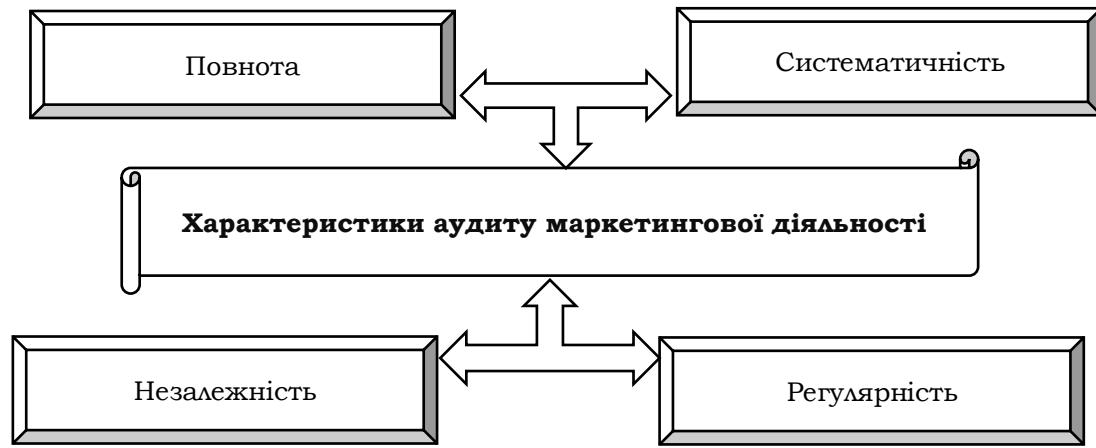 Повнота
Систематичність
Характеристики аудиту маркетингової діяльності
Незалежність
Регулярність